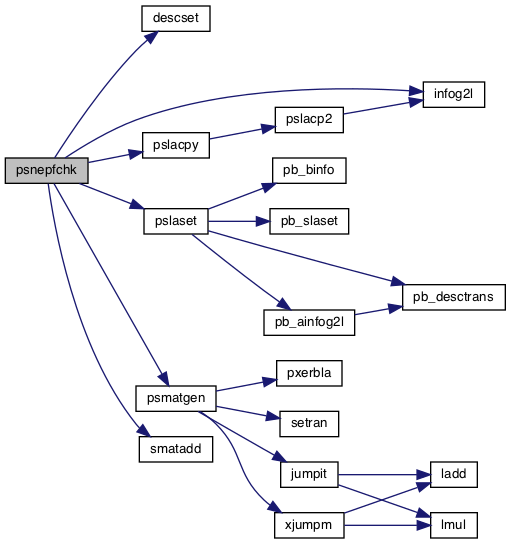 descset
infog2l
pslacp2
pslacpy
psnepfchk
pb_binfo
pslaset
pb_slaset
pb_desctrans
pb_ainfog2l
pxerbla
psmatgen
setran
smatadd
jumpit
ladd
xjumpm
lmul